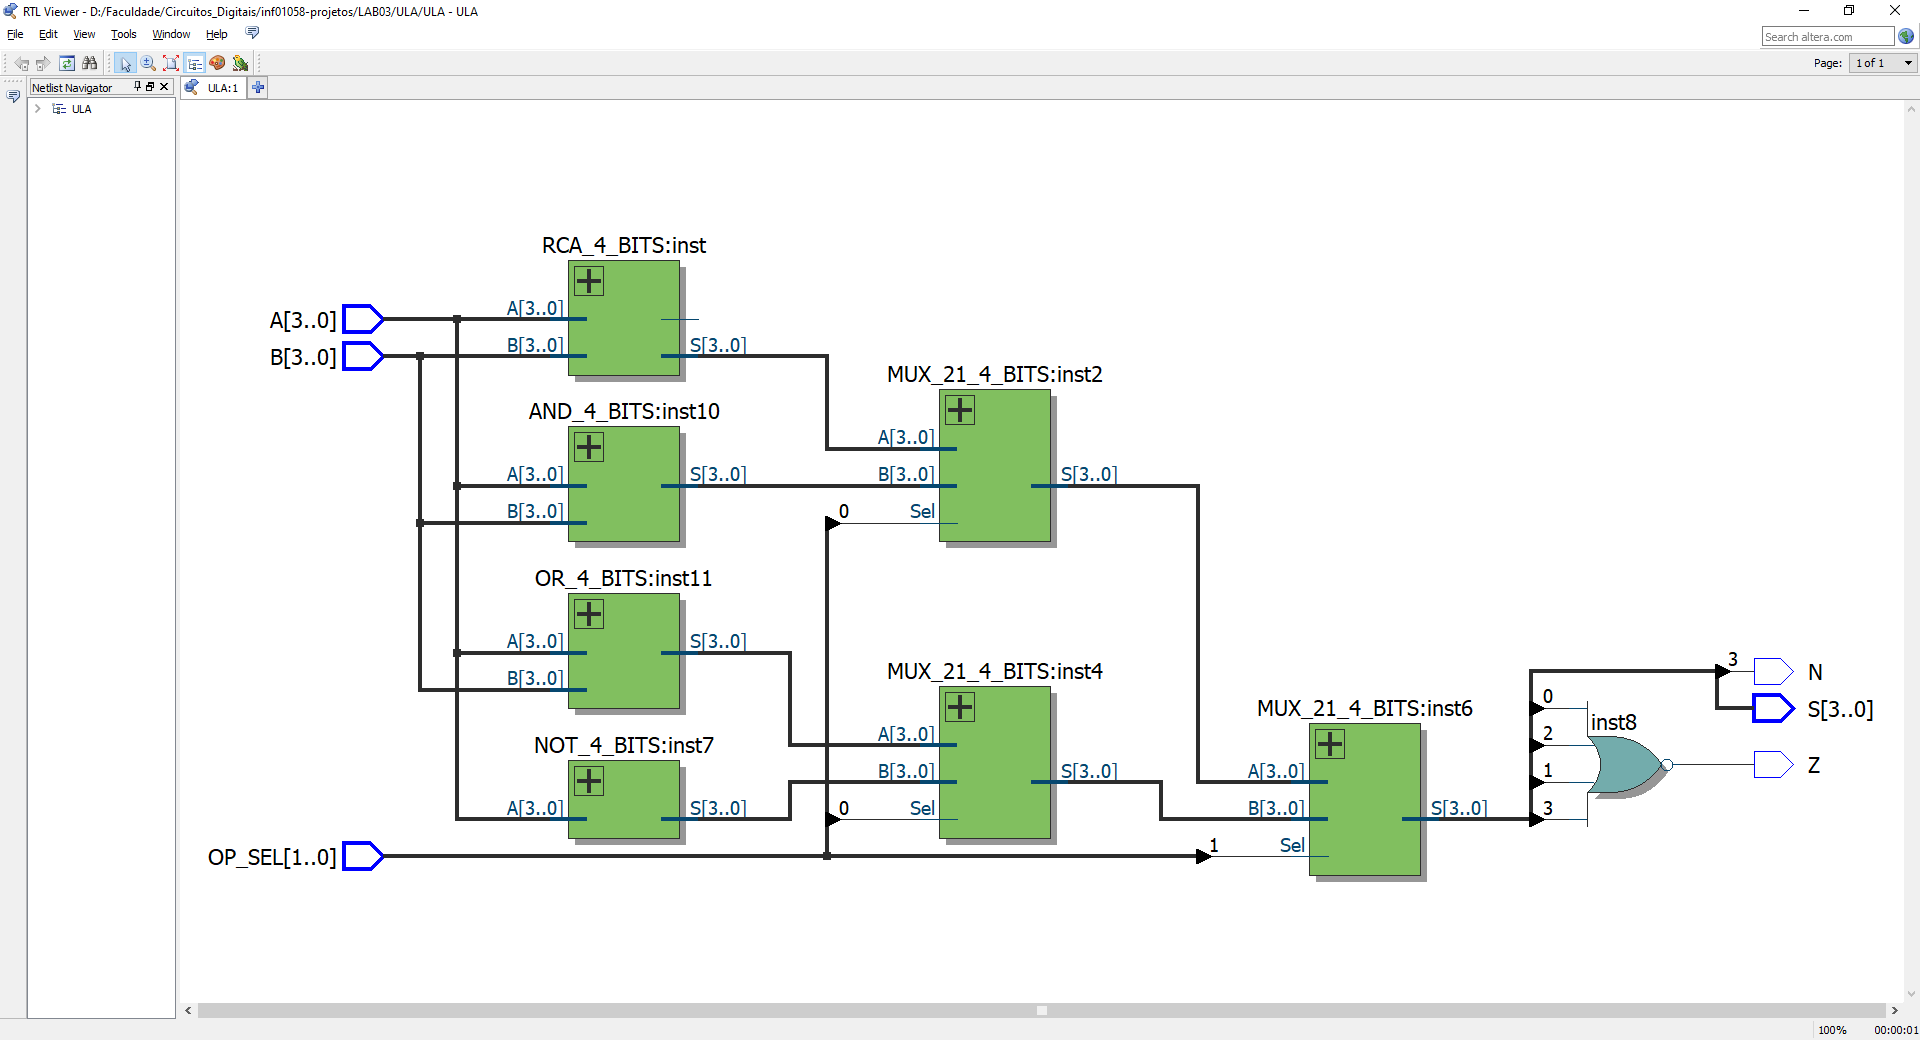 RTL Viewer - D:/Faculdade/Circuitos_Digitais/inf01058-projetos/LAB03/ULA/ULA - ULA
File Edit View Tools Window Help
Search altera.com
Page: 1 of 1
Netlist Navigator
ULA:1
ULA
RCA_4_BITS:inst
A[3..0]
A[3..0]
B[3..0]
B[3..0]
S[3..0]
MUX_21_4_BITS:inst2
AND_4_BITS:inst10
A[3..0]
A[3..0]
S[3..0]
B[3..0]
S[3..0]
B[3..0]
0
Sel
OR_4_BITS:inst11
A[3..0]
S[3..0]
B[3..0]
MUX_21_4_BITS:inst4
3
N
0
MUX_21_4_BITS:inst6
S[3..0]
inst8
A[3..0]
2
NOT_4_BITS:inst7
B[3..0]
S[3..0]
A[3..0]
1
Z
A[3..0]
S[3..0]
0
Sel
B[3..0]
S[3..0]
3
OP_SEL[1..0]
1
Sel
100%
00:00:01